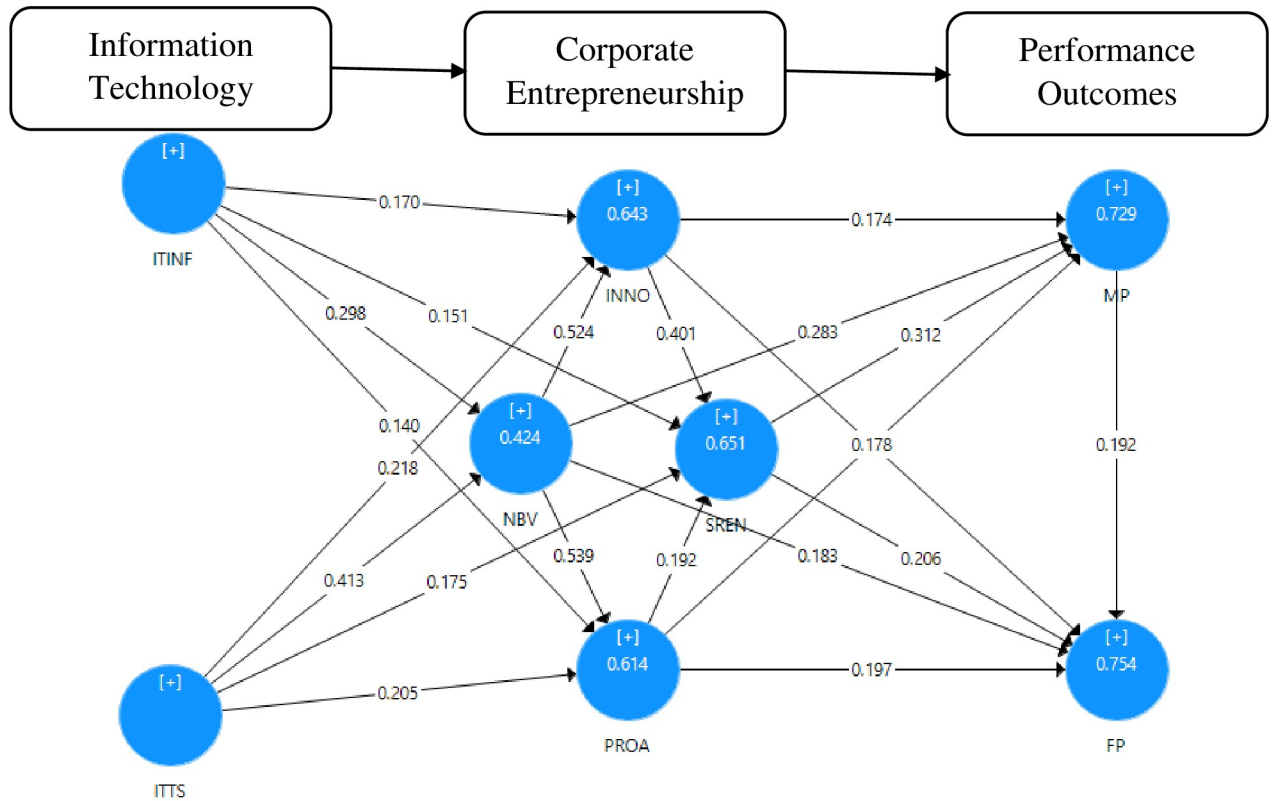 Information
Technology
Corporate
Entrepreneurship
Performance
Outcomes
[+]
ITINF
[+]
0.643
INNO
[+]
0.729
MP
0.170
0.174
0.298
0.151
0.524
0.401
0.283
0.312
[+]
0.424
NBV
[+]
0.651
SREN
0.140
0.218
0.178
0.192
0.413
0.175
0.539
0.192
0.183
0.206
[+]
ITTS
0.205
[+]
0.614
PROA
0.197
[+]
0.754
FP